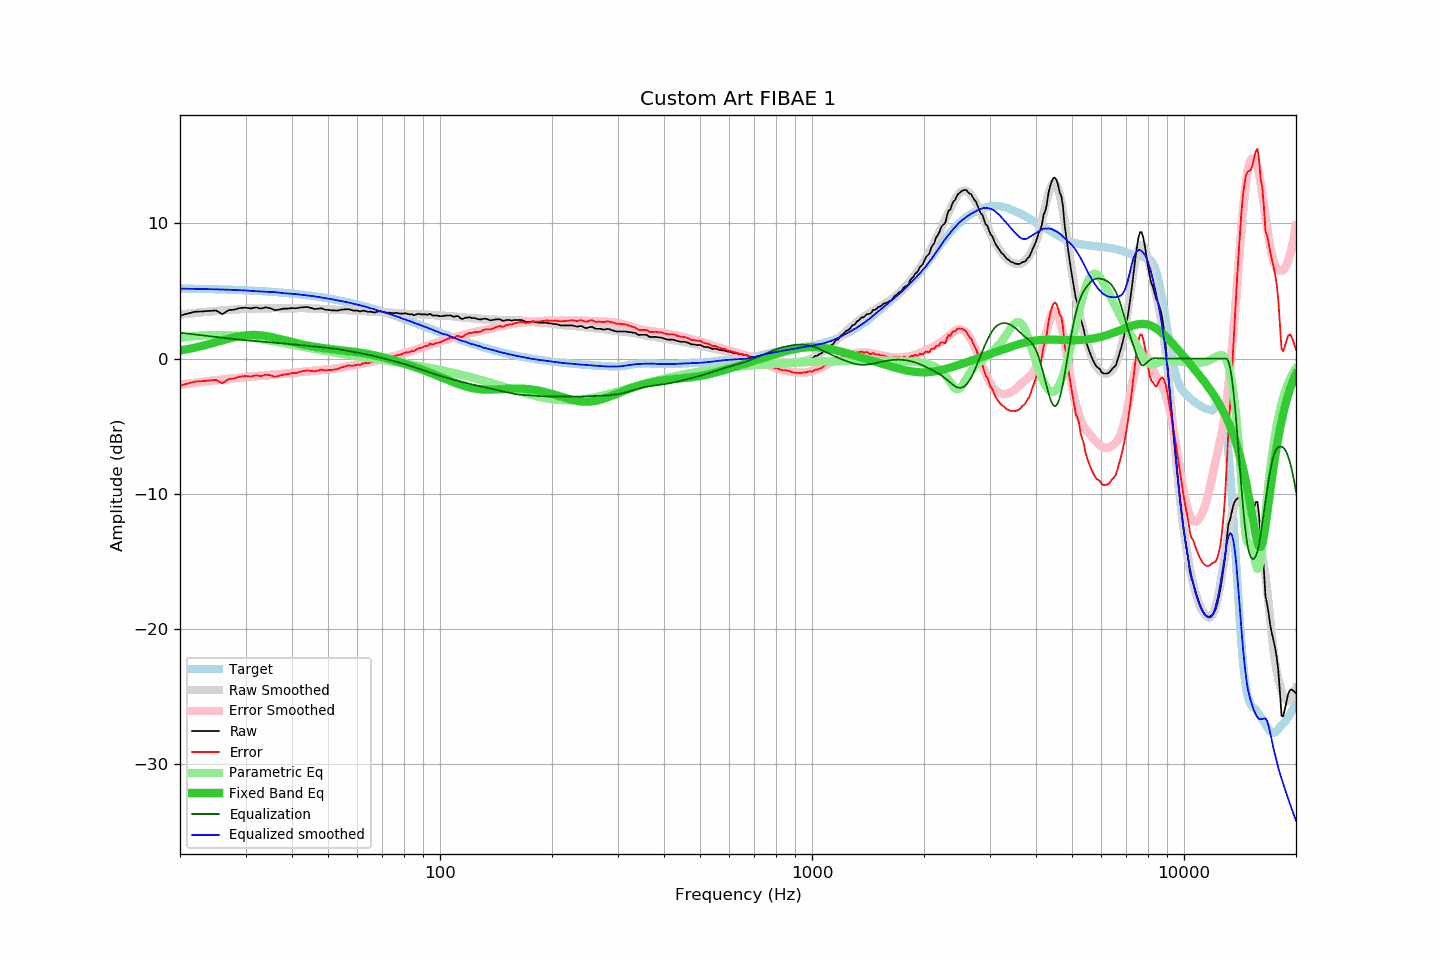 Custom Art FIBAE 1
10
0
−10
−20
−30
Amplitude (dBr)
Target
Raw Smoothed
Error Smoothed
Raw
Error
Parametric Eq
Fixed Band Eq
Equalization
Equalized smoothed
100
1000
10000
Frequency (Hz)